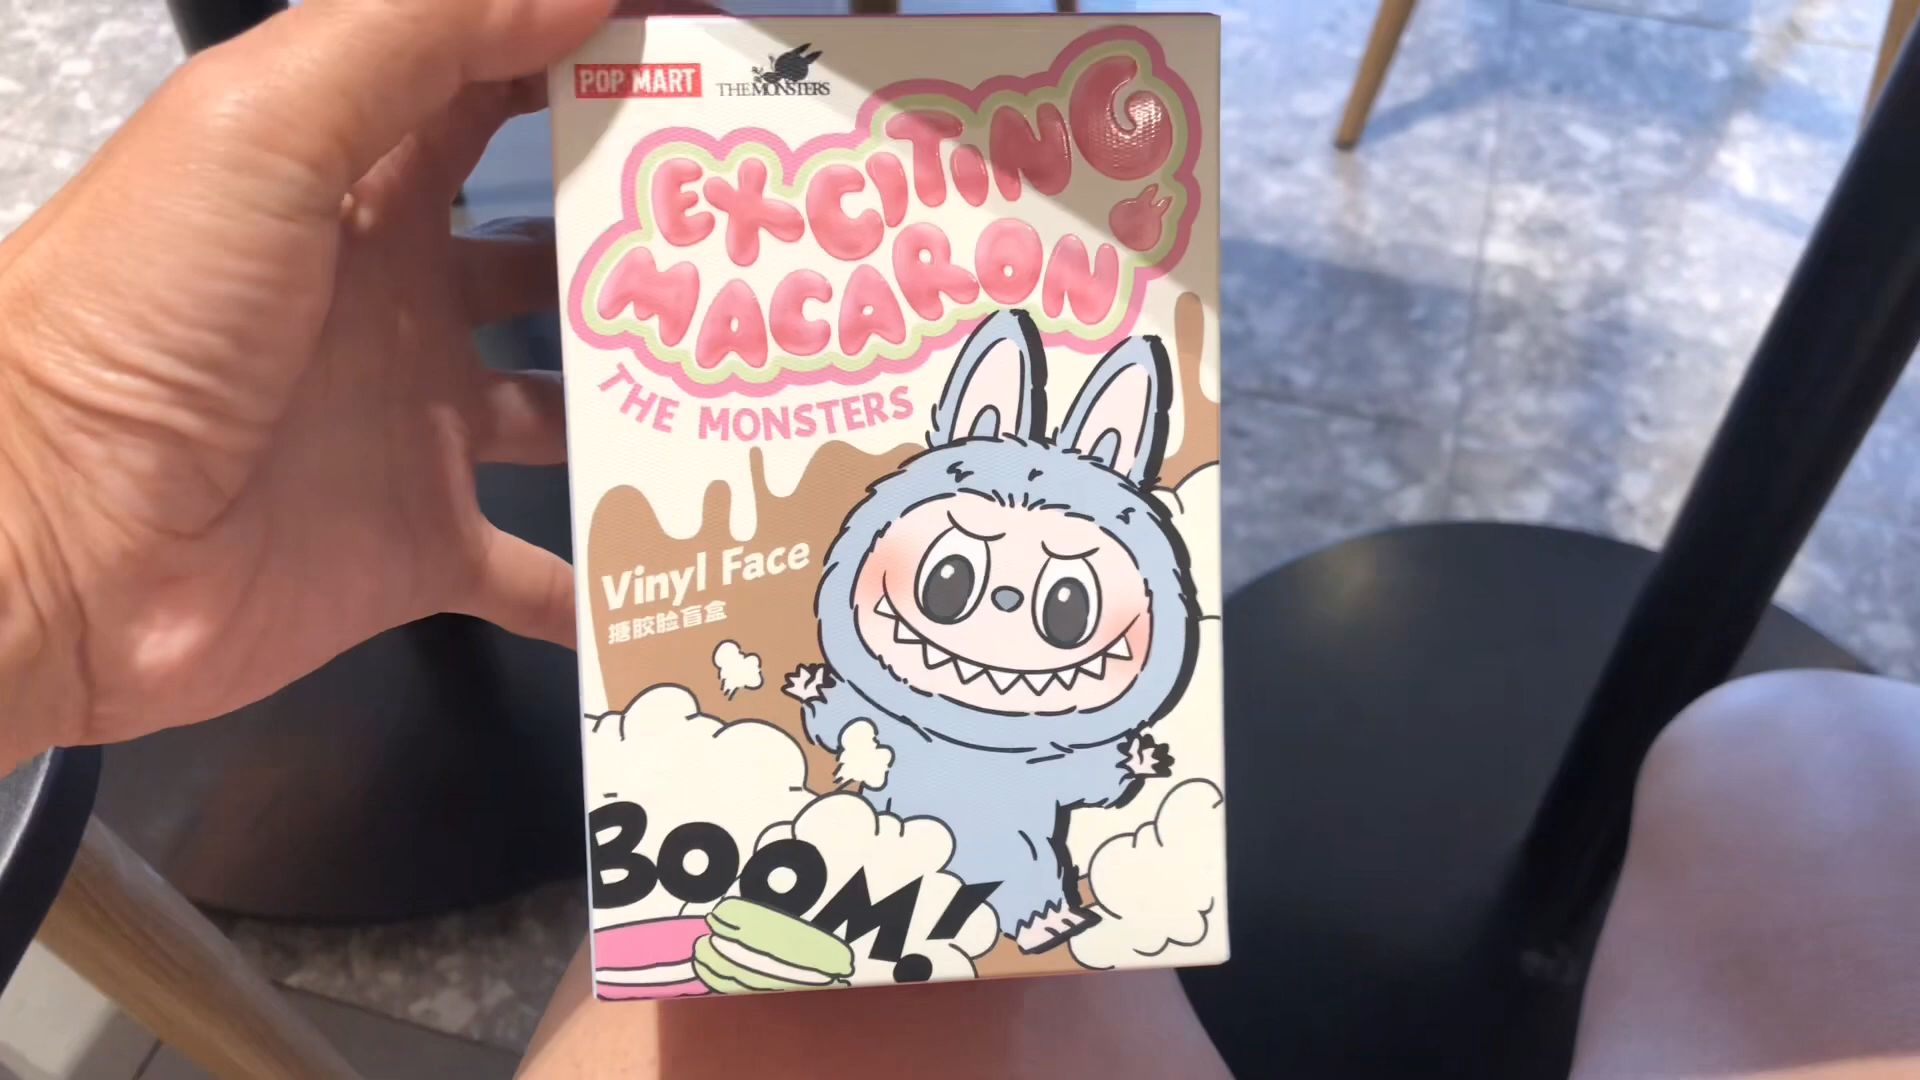 POP MART
THE MONSTERS
EXCITING
MACARON
THE MONSTERS
Vinyl Face
搪胶脸盲盒
BOOM!